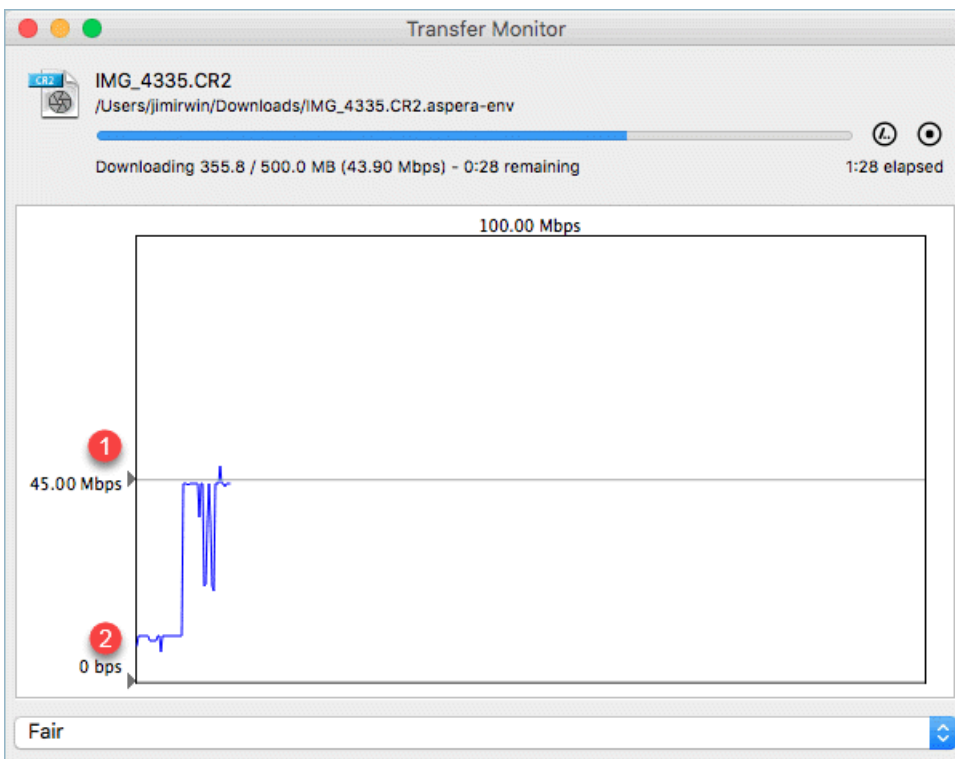 Transfer Monitor
CR2
IMG_4335.CR2
/Users/jimirwin/Downloads/IMG_4335.CR2.aspera-env
Downloading 355.8 / 500.0 MB (43.90 Mbps) - 0:28 remaining
1:28 elapsed
100.00 Mbps
1
45.00 Mbps
2
0 bps
Fair